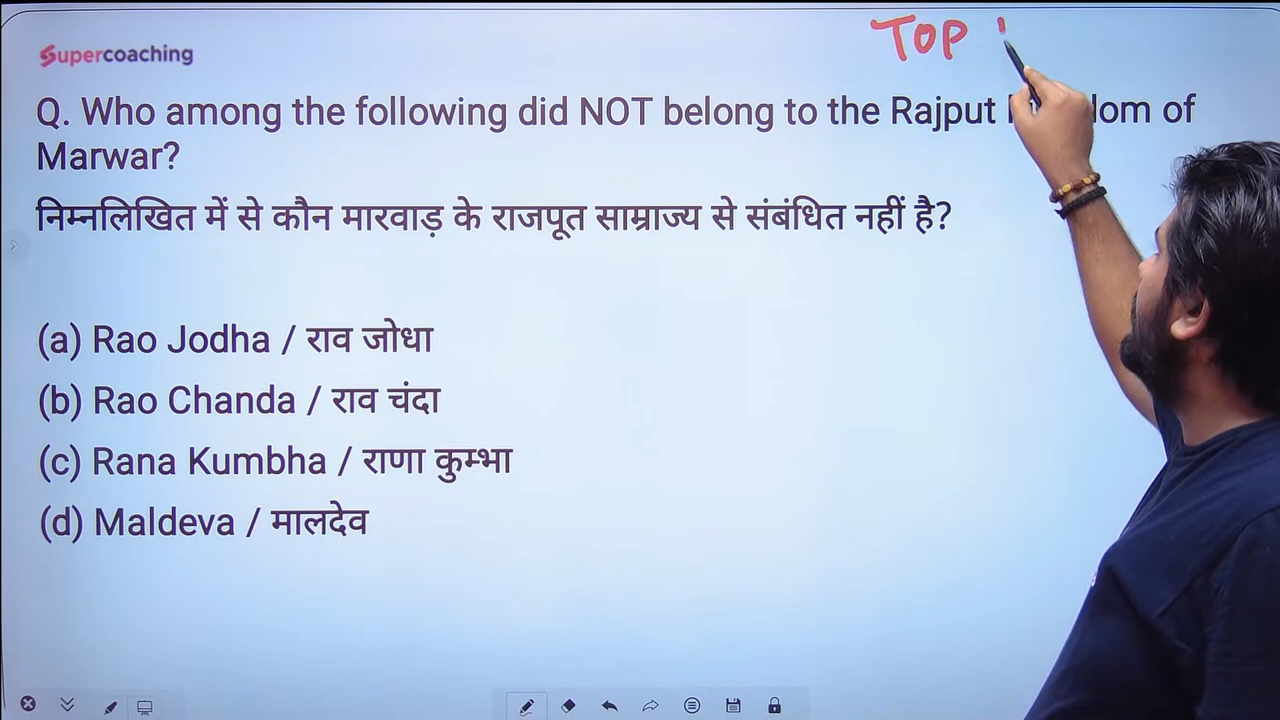 TOP
Supercoaching
Q. Who among the following did NOT belong to the Rajput of
Marwar?
निम्नलिखित में से कौन मारवाड़ के राजपूत साम्राज्य से संबंधित नहीं है?
(a) Rao Jodha / राव जोधा
(b) Rao Chanda / राव चंदा
(c) Rana Kumbha / राणा कुम्भा
(d) Maldeva / मालदेव